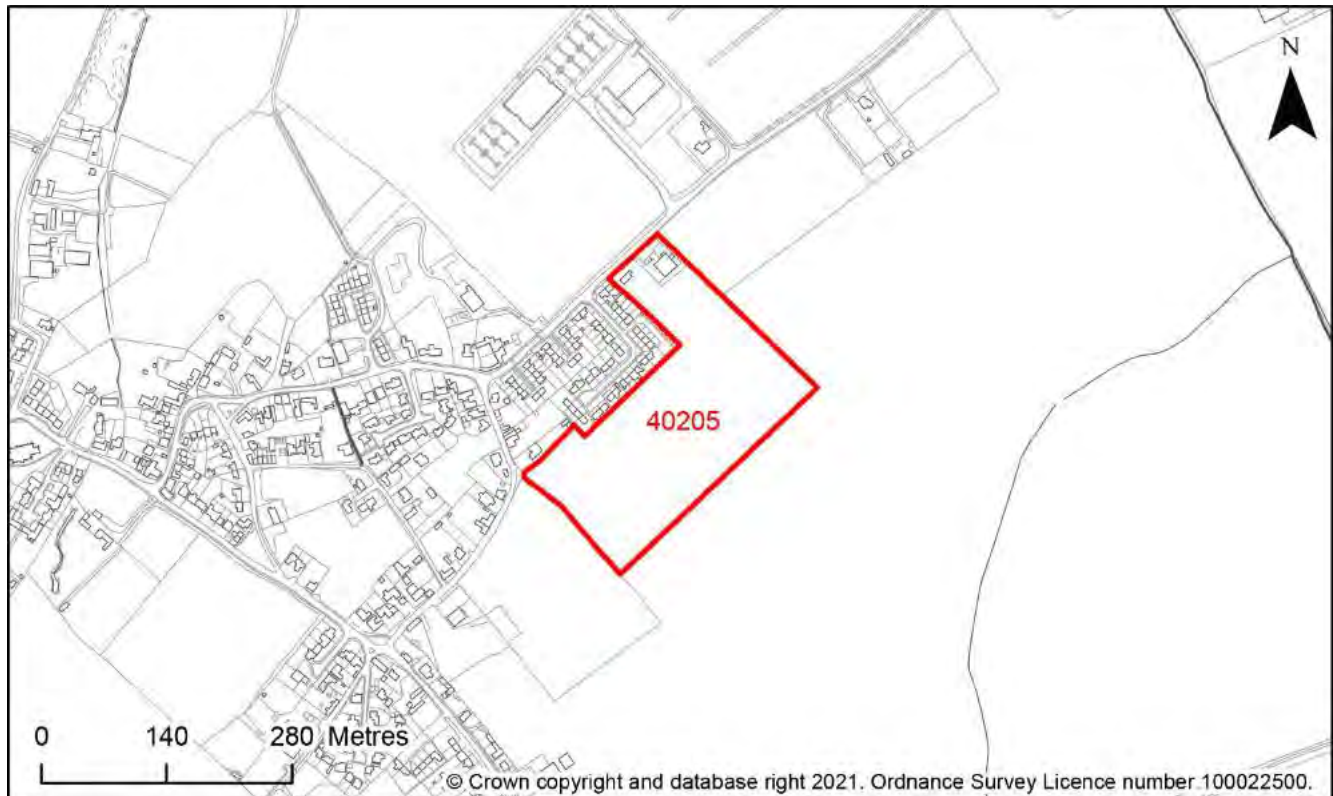 N
40205
0 140 280 Metres
© Crown copyright and database right 2021. Ordnance Survey Licence number 100022500.